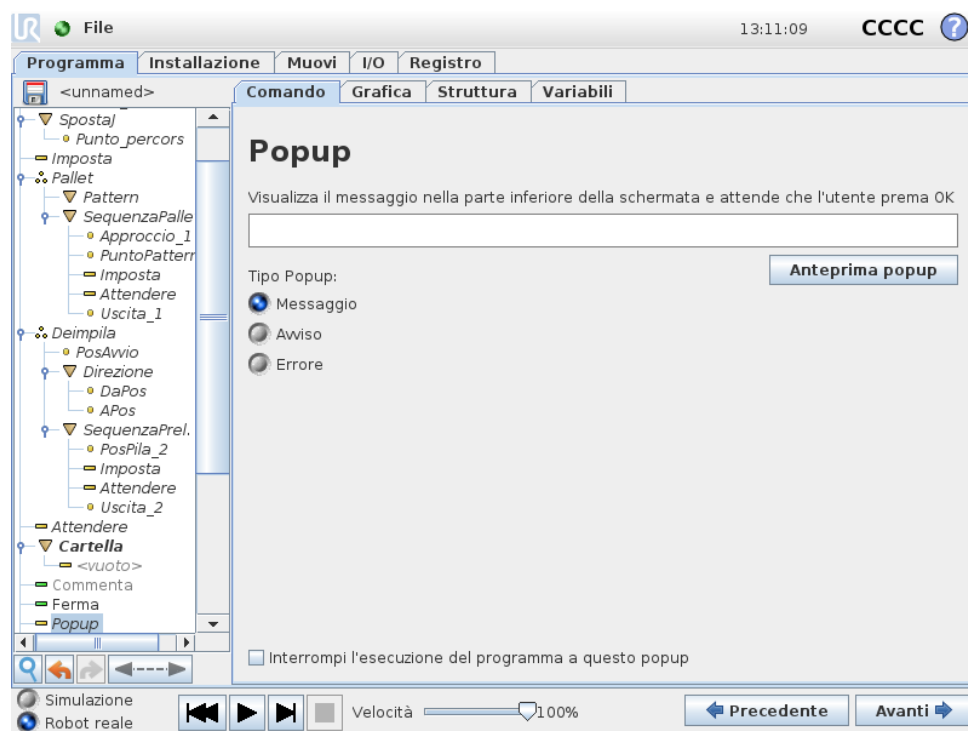 UR File 13:11:09 CCCC ?
Programma Installazione Muovi I/O Registro
<unnamed> Comando Grafica Struttura Variabili
SpostaJ
Punto_percors
Imposta
Pallet
Pattern
SequenzaPalle
Approccio_1
PuntoPattern
Imposta
Attendere
Uscita_1
Deimpila
PosAvvio
Direzione
DaPos
APos
SequenzaPrel.
PosPila_2
Imposta
Attendere
Uscita_2
Attendere
Cartella
<vuoto>
Commenta
Ferma
Popup
Popup
Visualizza il messaggio nella parte inferiore della schermata e attende che l'utente prema OK
Anteprima popup
Tipo Popup:
Messaggio
Avviso
Errore
Interrompi l'esecuzione del programma a questo popup
Simulazione
Robot reale
Velocità 100%
Precedente Avanti